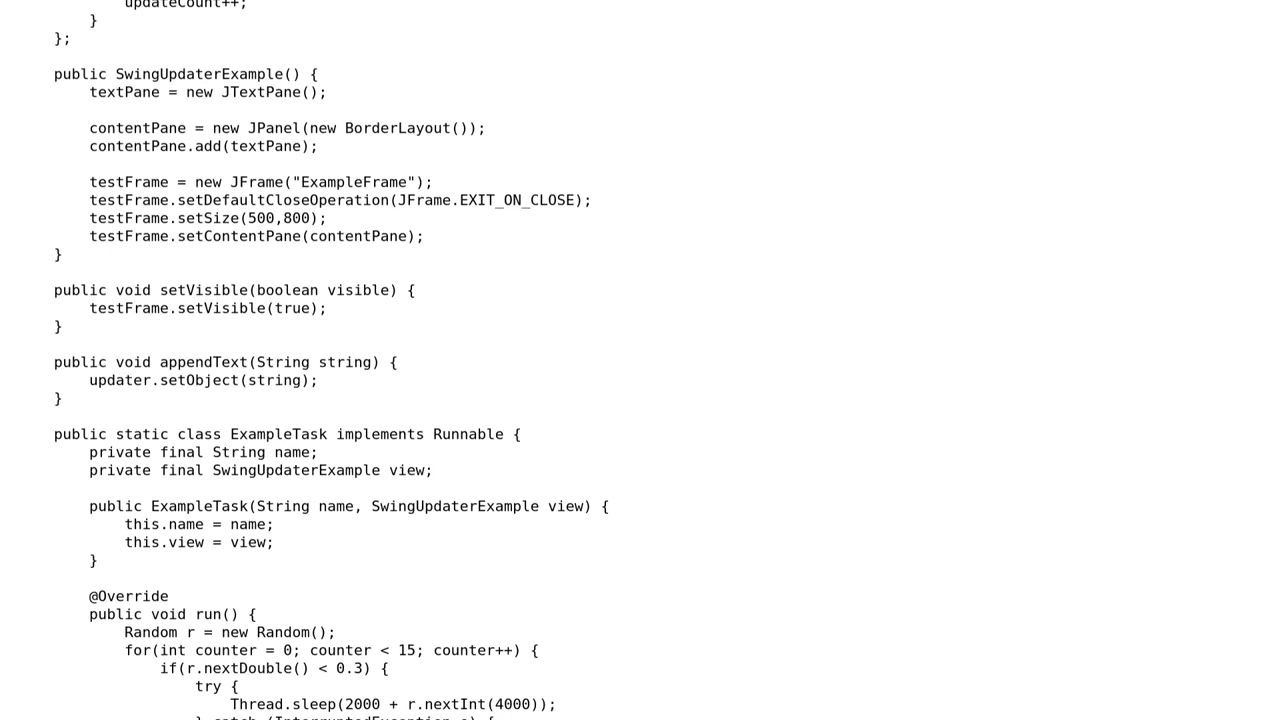 updateCount++;
        }
    };

    public SwingUpdaterExample() {
        textPane = new JTextPane();

        contentPane = new JPanel(new BorderLayout());
        contentPane.add(textPane);

        testFrame = new JFrame("ExampleFrame");
        testFrame.setDefaultCloseOperation(JFrame.EXIT_ON_CLOSE);
        testFrame.setSize(500,800);
        testFrame.setContentPane(contentPane);
    }

    public void setVisible(boolean visible) {
        testFrame.setVisible(true);
    }

    public void appendText(String string) {
        updater.setObject(string);
    }

    public static class ExampleTask implements Runnable {
        private final String name;
        private final SwingUpdaterExample view;

        public ExampleTask(String name, SwingUpdaterExample view) {
            this.name = name;
            this.view = view;
        }

        @Override
        public void run() {
            Random r = new Random();
            for(int counter = 0; counter < 15; counter++) {
                if(r.nextDouble() < 0.3) {
                    try {
                        Thread.sleep(2000 + r.nextInt(4000));
                    } catch (InterruptedException e) {